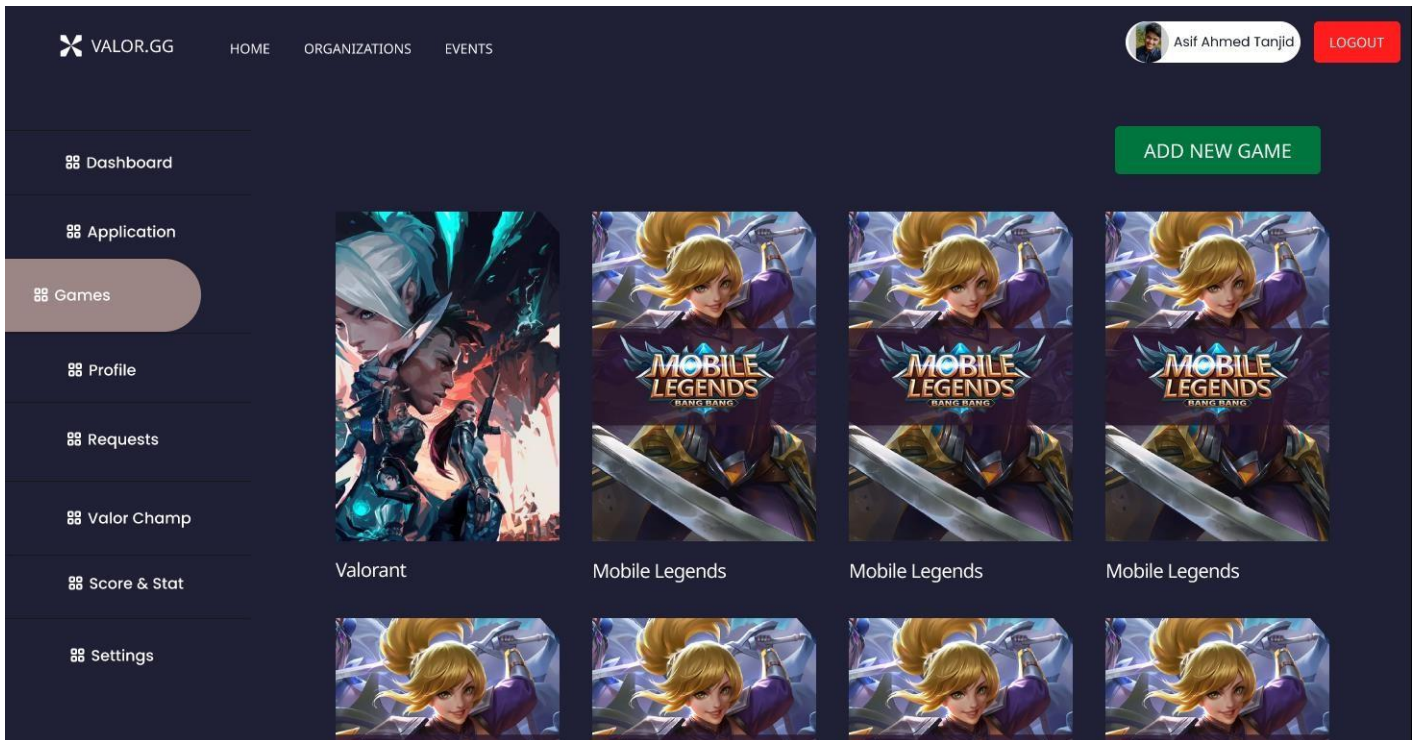 VALOR.GG
HOME
ORGANIZATIONS
EVENTS
Asif Ahmed Tanjid
LOGOUT
ADD NEW GAME
Dashboard
Application
Games
Profile
Requests
Valor Champ
Score & Stat
Settings
MOBILE
LEGENDS
BANG BANG
MOBILE
LEGENDS
BANG BANG
MOBILE
LEGENDS
BANG BANG
Valorant
Mobile Legends
Mobile Legends
Mobile Legends